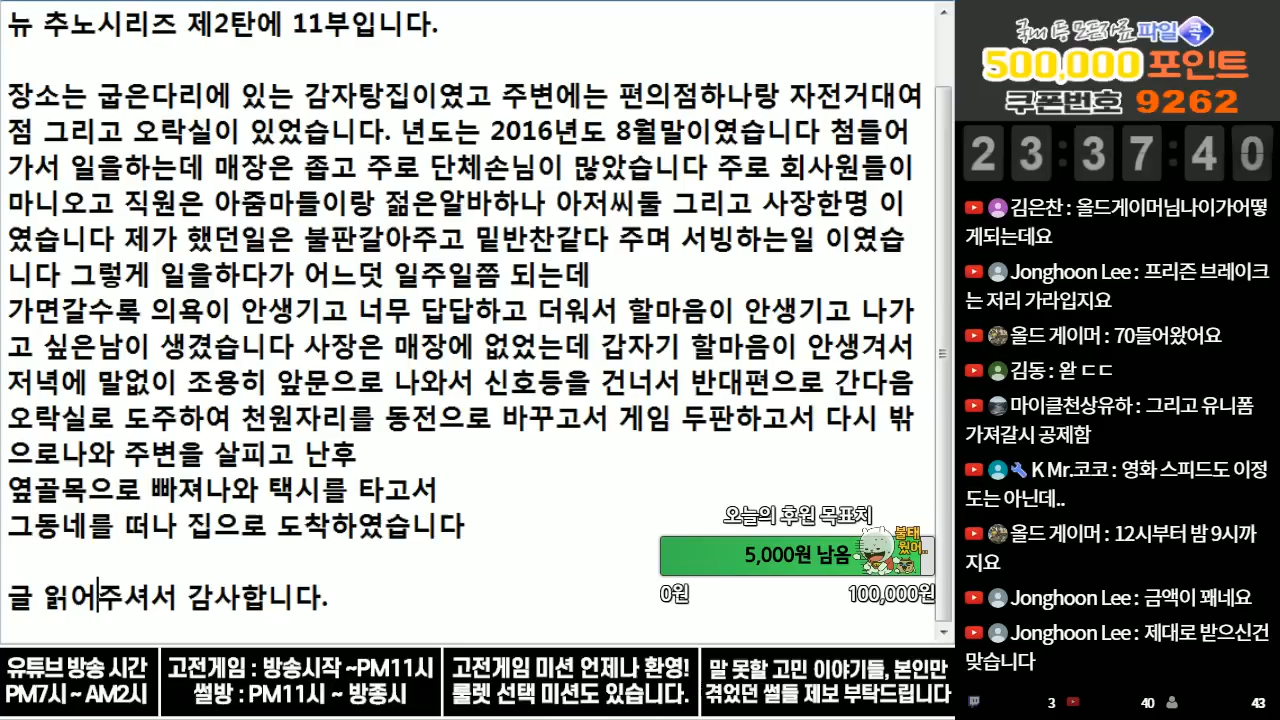 뉴 추노시리즈 제2탄에 11부입니다.
장소는 굽은다리에 있는 감자탕집이였고 주변에는 편의점하나랑 자전거대여
점 그리고 오락실이 있었습니다. 년도는 2016년도 8월말이였습니다 첨들어
가서 일을하는데 매장은 좁고 주로 단체손님이 많았습니다 주로 회사원들이
마니오고 직원은 아줌마들이랑 젊은알바하나 아저씨둘 그리고 사장한명 이
였습니다 제가 했던일은 불판갈아주고 밑반찬같다 주며 서빙하는일 이였습
니다 그렇게 일을하다가 어느덧 일주일쯤 되는데
가면갈수록 의욕이 안생기고 너무 답답하고 더워서 할마음이 안생기고 나가
고 싶은남이 생겼습니다 사장은 매장에 없었는데 갑자기 할마음이 안생겨서
저녁에 말없이 조용히 앞문으로 나와서 신호등을 건너서 반대편으로 간다음
오락실로 도주하여 천원자리를 동전으로 바꾸고서 게임 두판하고서 다시 밖
으로나와 주변을 살피고 난후
옆골목으로 빠져나와 택시를 타고서
그동네를 떠나 집으로 도착하였습니다
글 읽어주셔서 감사합니다.
오늘의 후원 목표치
불태
웠어..
5,000원 남음
0원 100,000원
유튜브 방송 시간
PM7시 ~ AM2시
고전게임 : 방송시작 ~PM11시
썰방 : PM11시 ~ 방종시
고전게임 미션 언제나 환영!
룰렛 선택 미션도 있습니다.
말 못할 고민 이야기들, 본인만
겪었던 썰들 제보 부탁드립니다
파일 콕
500,000 포인트
쿠폰번호 9262
23:37:40
김은찬 : 올드게이머님나이가어떻
게되는데요
Jonghoon Lee : 프리즌 브레이크
는 저리 가라입지요
올드 게이머 : 70들어왔어요
김동 : 왇 ㄷㄷ
마이클천상유하 : 그리고 유니폼
가져갈시 공제함
K Mr.코코 : 영화 스피드도 이정
도는 아닌데..
올드 게이머 : 12시부터 밤 9시까
지요
Jonghoon Lee : 금액이 꽤네요
Jonghoon Lee : 제대로 받으신건
맞습니다
3 40 43